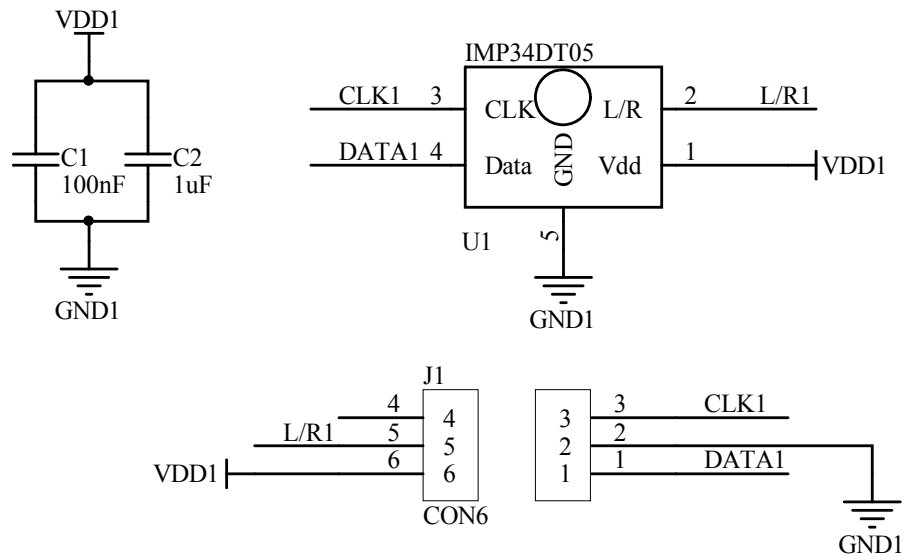 VDD1
C1
100nF
C2
1uF
GND1
IMP34DT05
CLK1 3 CLK L/R 2 L/R1
DATA1 4 Data GND Vdd 1 VDD1
U1 5
GND1
J1
4 4 3 3 CLK1
L/R1 5 5 2 2
VDD1 6 6 1 1 DATA1
CON6
GND1